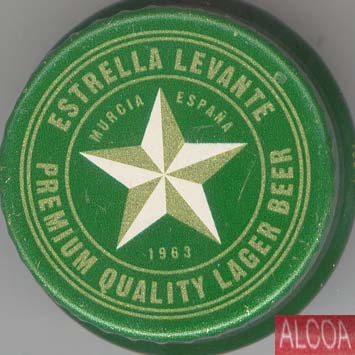 ESTRELLA LEVANTE
MURCIA ESPAÑA
1963
PREMIUM QUALITY LAGER BEER
ALCOA